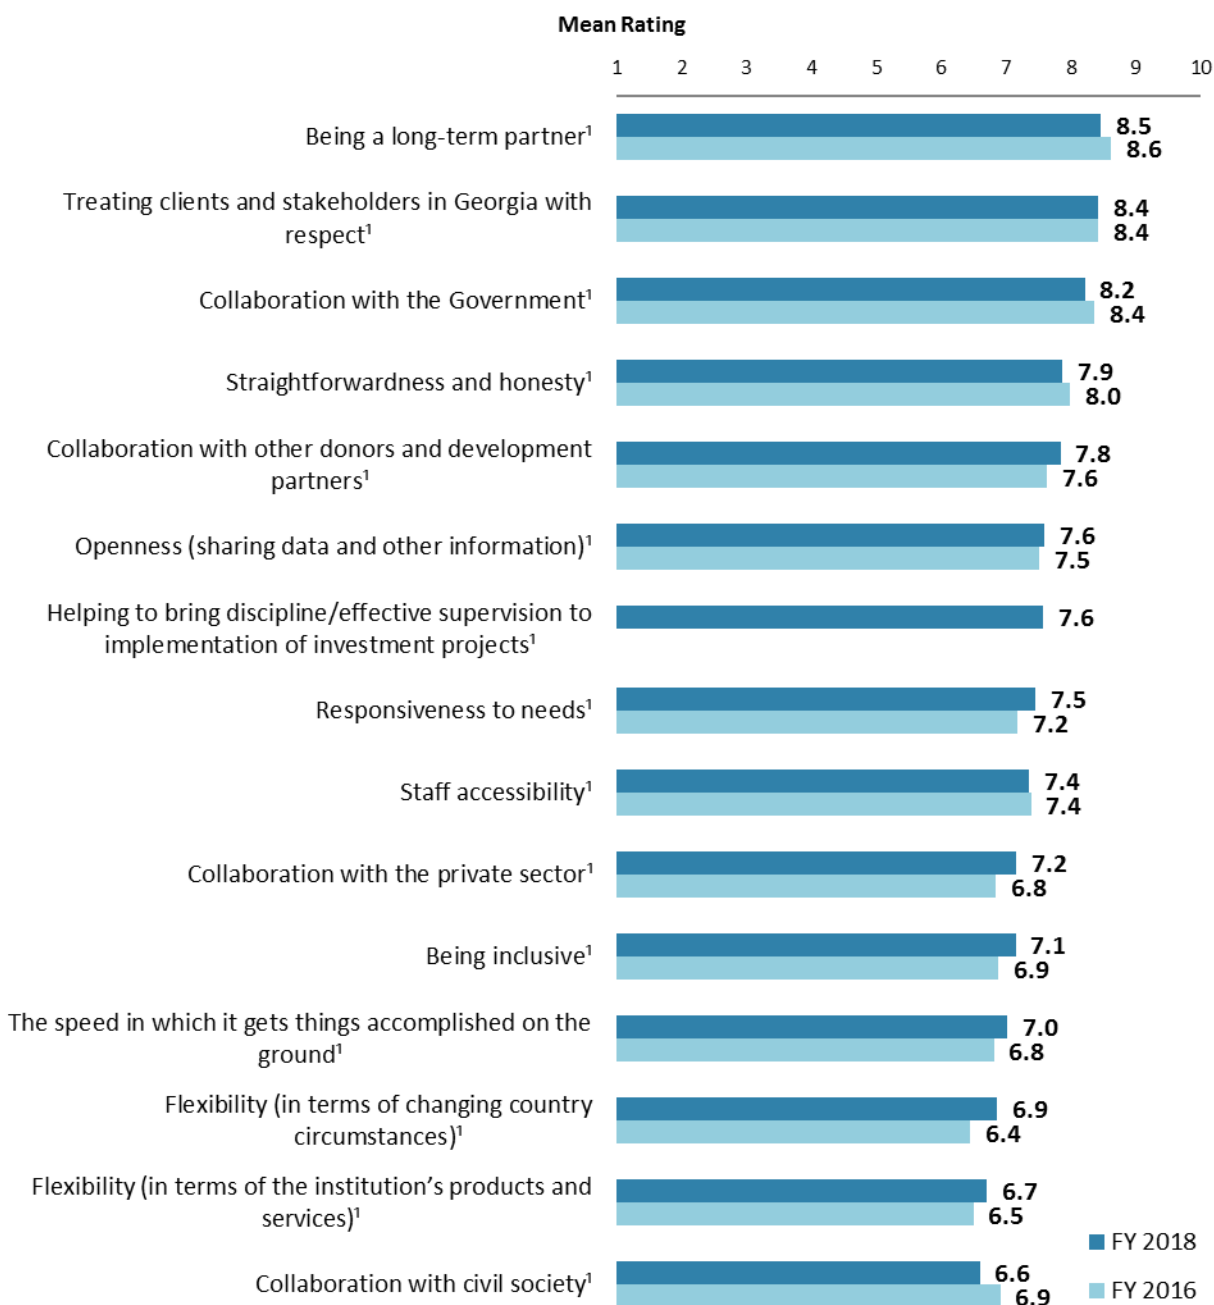 Mean Rating
1 2 3 4 5 6 7 8 9 10
Being a long-term partner¹
8.5
8.6
Treating clients and stakeholders in Georgia with
respect¹
8.4
8.4
Collaboration with the Government¹
8.2
8.4
Straightforwardness and honesty¹
7.9
8.0
Collaboration with other donors and development
partners¹
7.8
7.6
Openness (sharing data and other information)¹
7.6
7.5
Helping to bring discipline/effective supervision to
implementation of investment projects¹
7.6
Responsiveness to needs¹
7.5
7.2
Staff accessibility¹
7.4
7.4
Collaboration with the private sector¹
7.2
6.8
Being inclusive¹
7.1
6.9
The speed in which it gets things accomplished on the
ground¹
7.0
6.8
Flexibility (in terms of changing country
circumstances)¹
6.9
6.4
Flexibility (in terms of the institution’s products and
services)¹
6.7
6.5
Collaboration with civil society¹
6.6
6.9
FY 2018
FY 2016